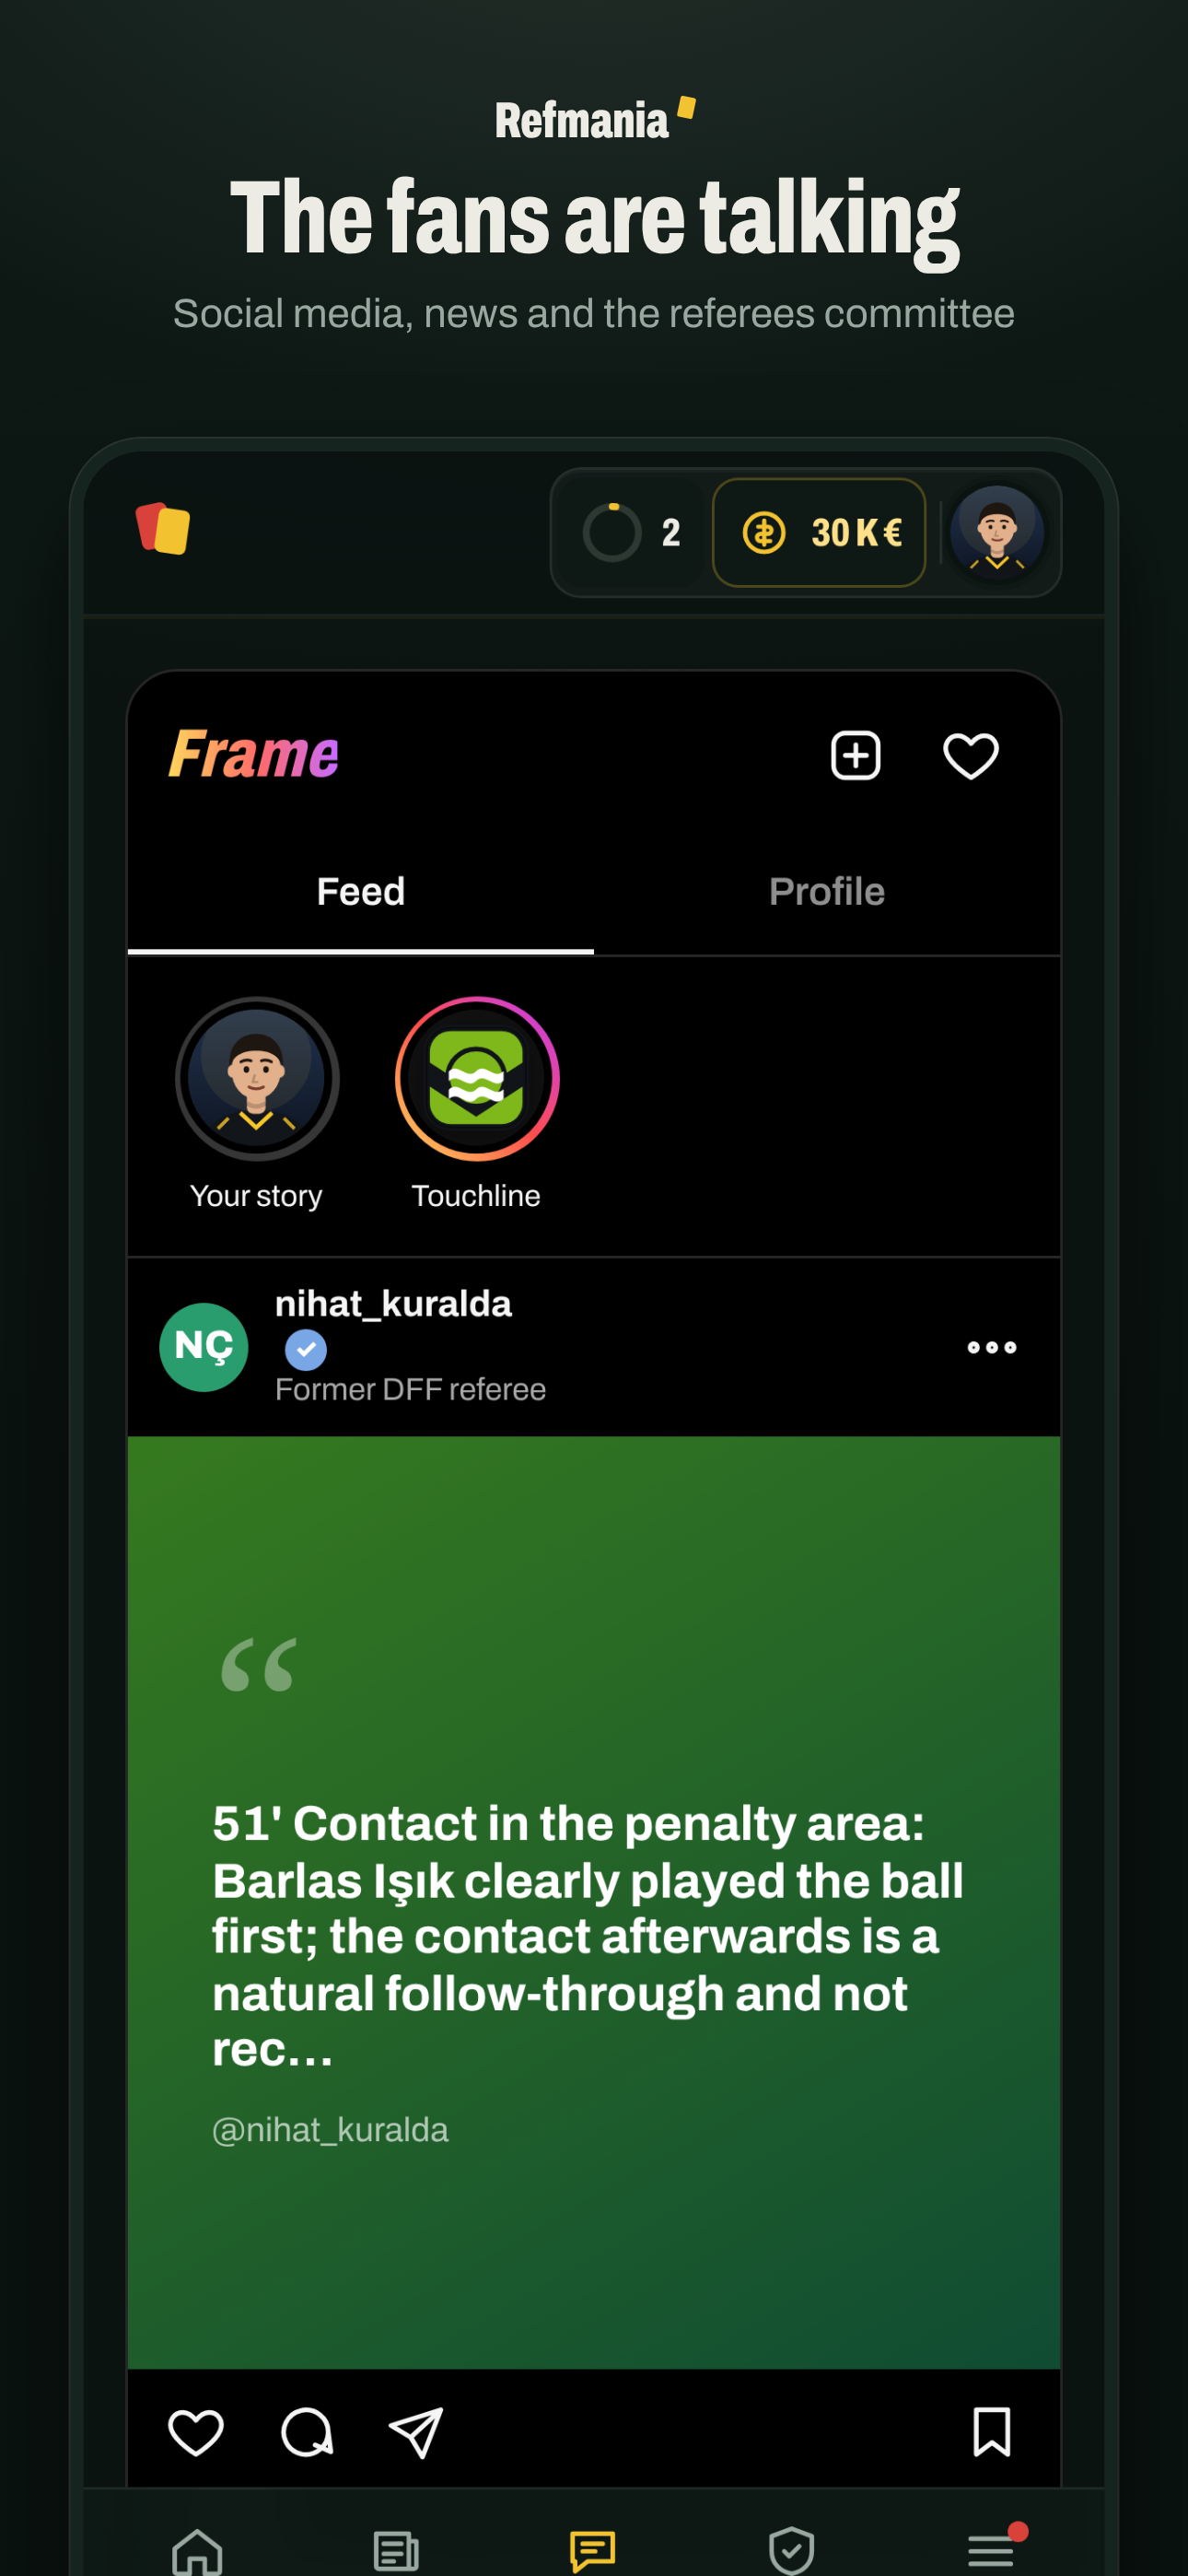 Refmania
The fans are talking
Social media, news and the referees committee
2
30 K €
Frame
Feed
Profile
Your story
Touchline
NÇ
nihat_kuralda
Former DFF referee
“
51' Contact in the penalty area:
Barlas Işık clearly played the ball
first; the contact afterwards is a
natural follow-through and not
rec...
@nihat_kuralda